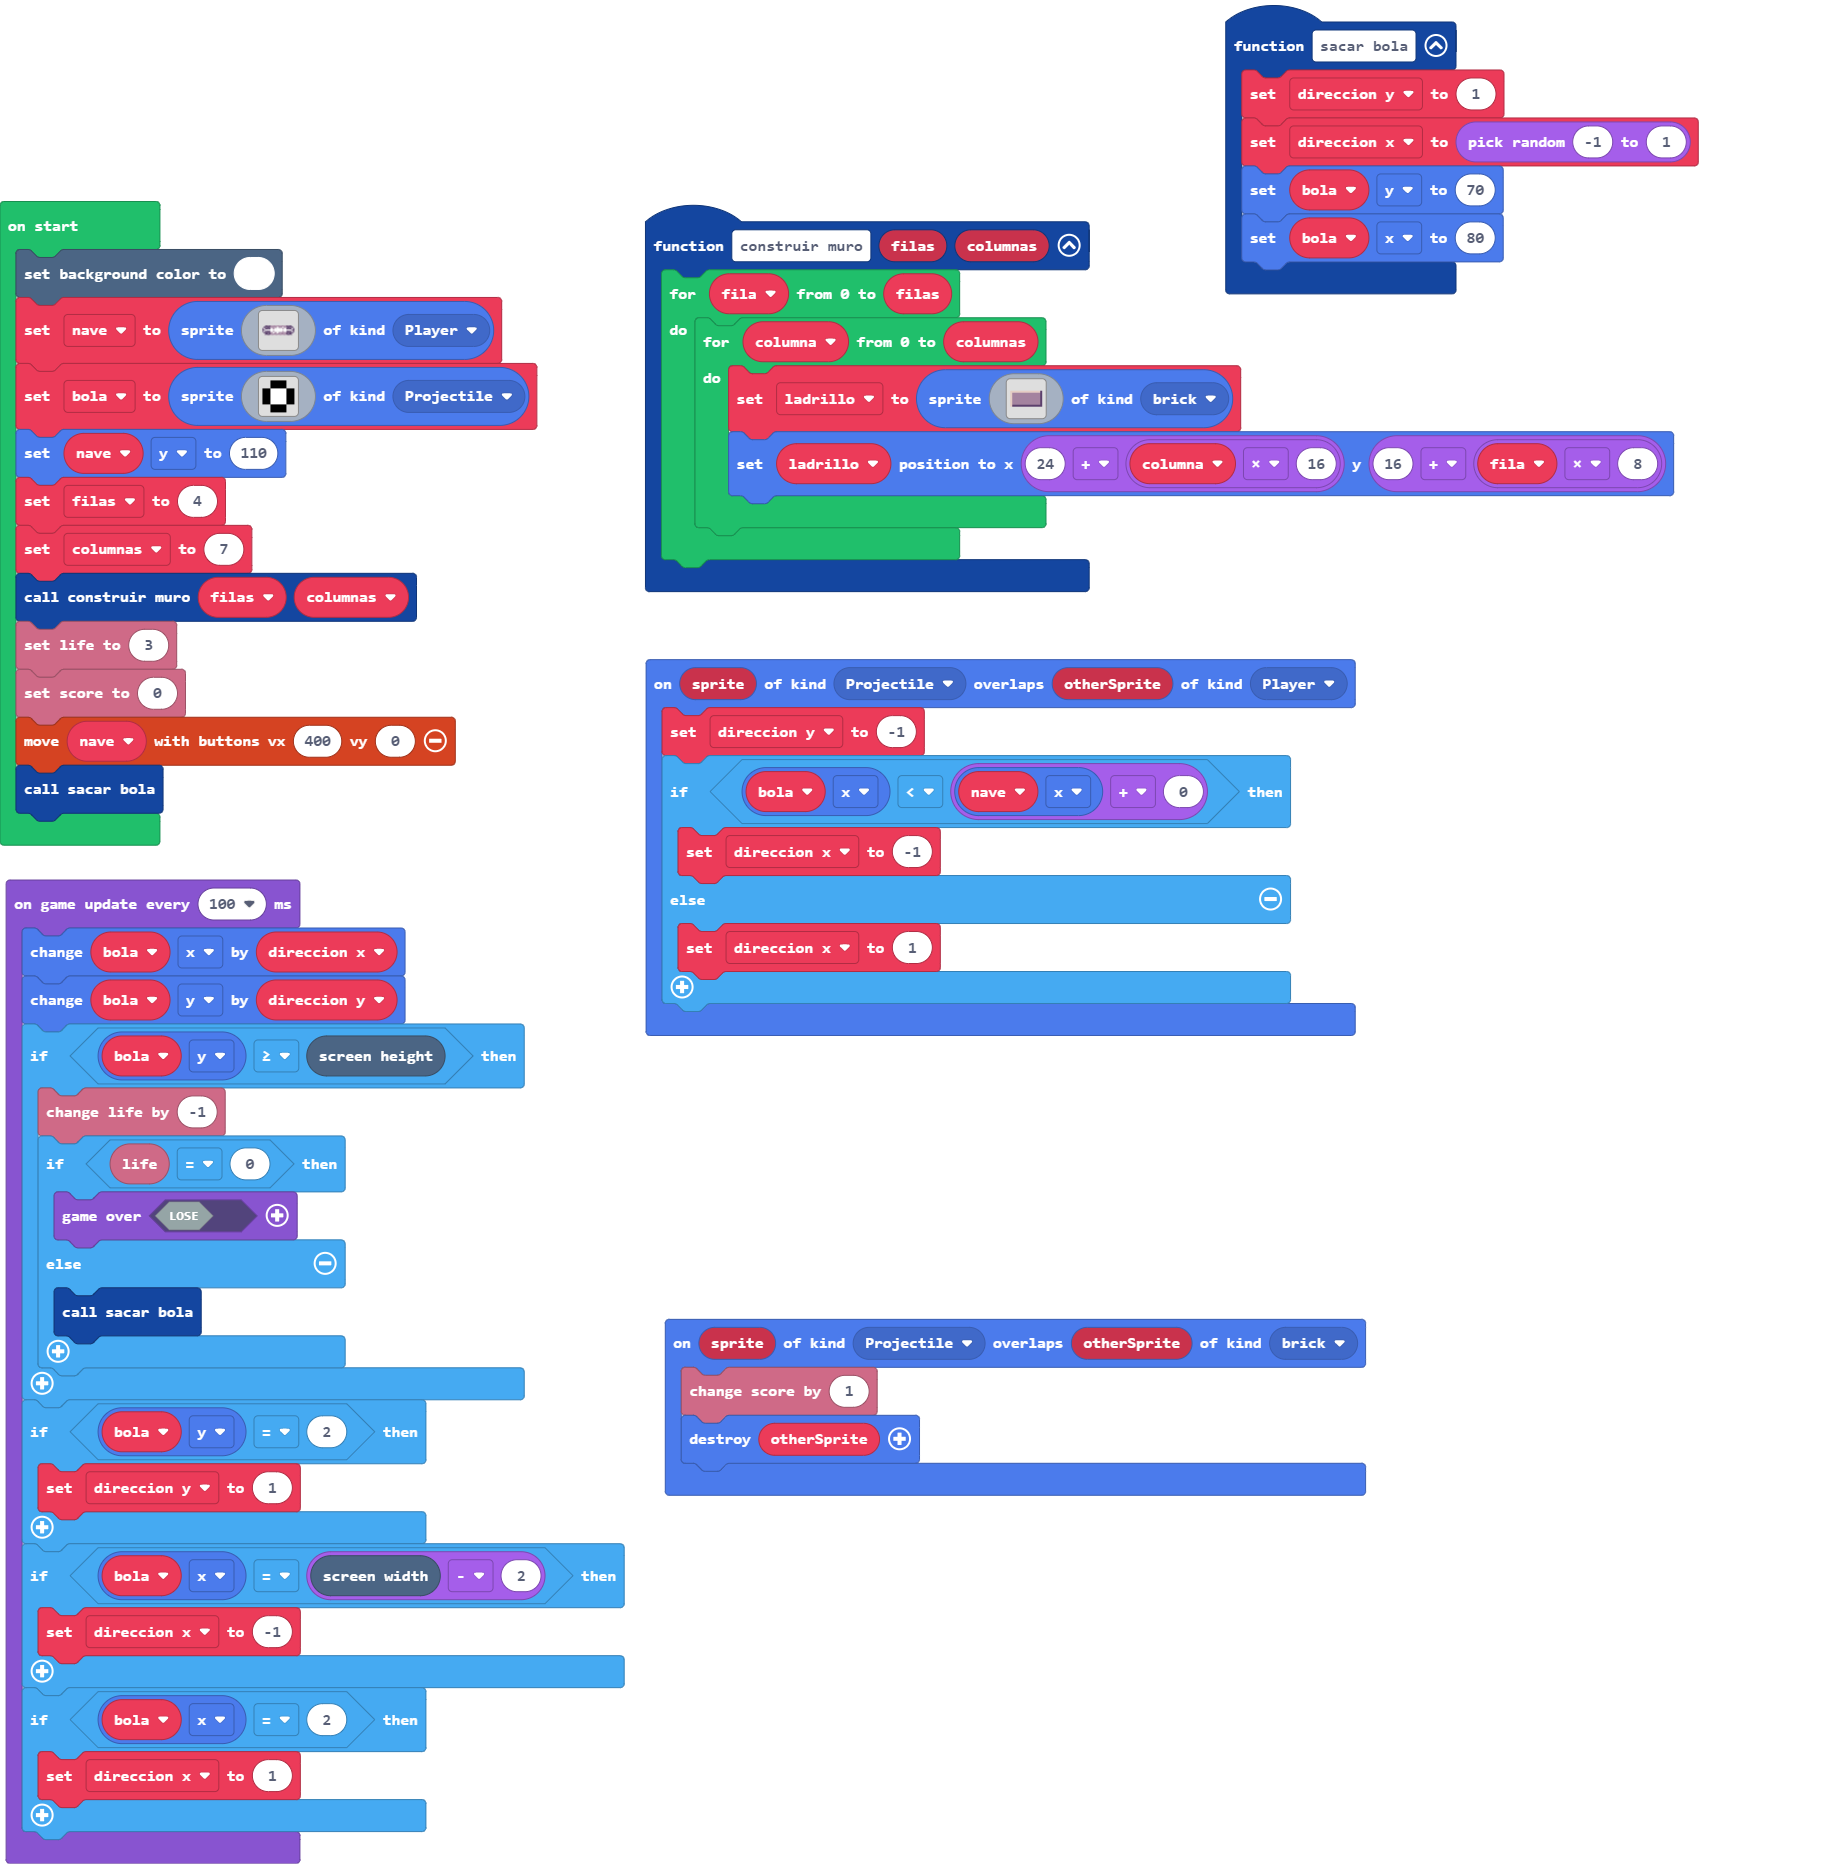 on start
set background color to
set nave to sprite of kind Player
set bola to sprite of kind Projectile
set nave y to 110
set filas to 4
set columnas to 7
call construir muro filas columnas
set life to 3
set score to 0
move nave with buttons vx 400 vy 0
call sacar bola
on game update every 100 ms
change bola x by direccion x
change bola y by direccion y
if bola y ≥ screen height then
change life by -1
if life = 0 then
game over LOSE
else
call sacar bola
if bola y = 2 then
set direccion y to 1
if bola x = screen width - 2 then
set direccion x to -1
if bola x = 2 then
set direccion x to 1
function construir muro filas columnas
for fila from 0 to filas
do for columna from 0 to columnas
do set ladrillo to sprite of kind brick
set ladrillo position to x 24 + columna × 16 y 16 + fila × 8
function sacar bola
set direccion y to 1
set direccion x to pick random -1 to 1
set bola y to 70
set bola x to 80
on sprite of kind Projectile overlaps otherSprite of kind Player
set direccion y to -1
if bola x < nave x + 0 then
set direccion x to -1
else
set direccion x to 1
on sprite of kind Projectile overlaps otherSprite of kind brick
change score by 1
destroy otherSprite